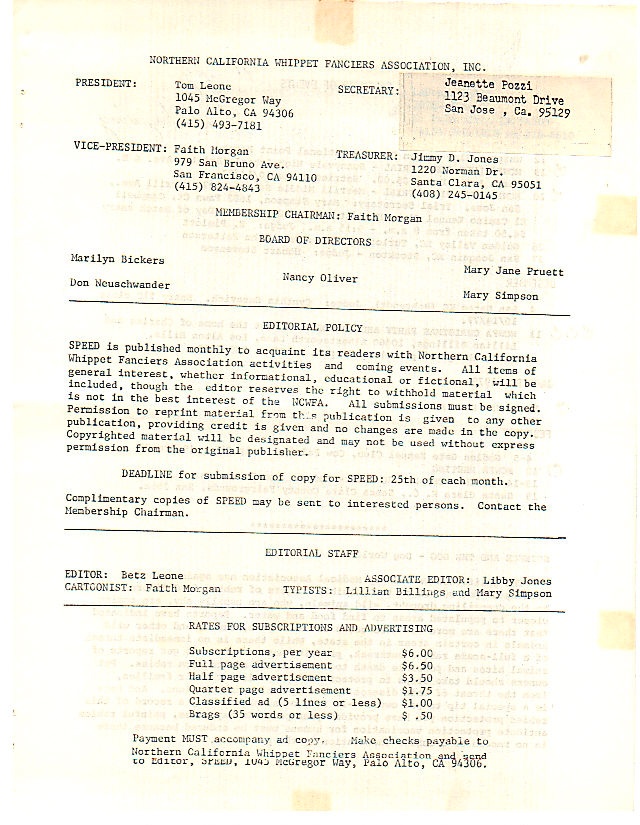 NORTHERN CALIFORNIA WHIPPET FANCIERS ASSOCIATION, INC.
PRESIDENT: Tom Leone
1045 McGregor Way
Palo Alto, CA 94306
(415) 493-7181
SECRETARY: Jeanette Pozzi
1123 Beaumont Drive
San Jose , Ca. 95129
VICE-PRESIDENT: Faith Morgan
979 San Bruno Ave.
San Francisco, CA 94110
(415) 824-4843
TREASURER: Jimmy D. Jones
1220 Norman Dr.
Santa Clara, CA 95051
(408) 245-0145
MEMBERSHIP CHAIRMAN: Faith Morgan
BOARD OF DIRECTORS
Marilyn Bickers
Don Neuschwander
Nancy Oliver
Mary Jane Pruett
Mary Simpson
EDITORIAL POLICY
SPEED is published monthly to acquaint its readers with Northern California
Whippet Fanciers Association activities and coming events. All items of
general interest, whether informational, educational or fictional, will be
included, though the editor reserves the right to withhold material which
is not in the best interest of the NCWFA. All submissions must be signed.
Permission to reprint material from this publication is given to any other
publication, providing credit is given and no changes are made in the copy.
Copyrighted material will be designated and may not be used without express
permission from the original publisher.
DEADLINE for submission of copy for SPEED: 25th of each month.
Complimentary copies of SPEED may be sent to interested persons. Contact the
Membership Chairman.
EDITORIAL STAFF
EDITOR: Betz Leone ASSOCIATE EDITOR: Libby Jones
CARTOONIST: Faith Morgan TYPISTS: Lillian Billings and Mary Simpson
RATES FOR SUBSCRIPTIONS AND ADVERTISING
Subscriptions, per year $6.00
Full page advertisement $6.50
Half page advertisement $3.50
Quarter page advertisement $1.75
Classified ad (5 lines or less) $1.00
Brags (35 words or less) $ .50
Payment MUST accompany ad copy. Make checks payable to
Northern California Whippet Fanciers Association and send
to Editor, SPEED, 1045 McGregor Way, Palo Alto, CA 94306.